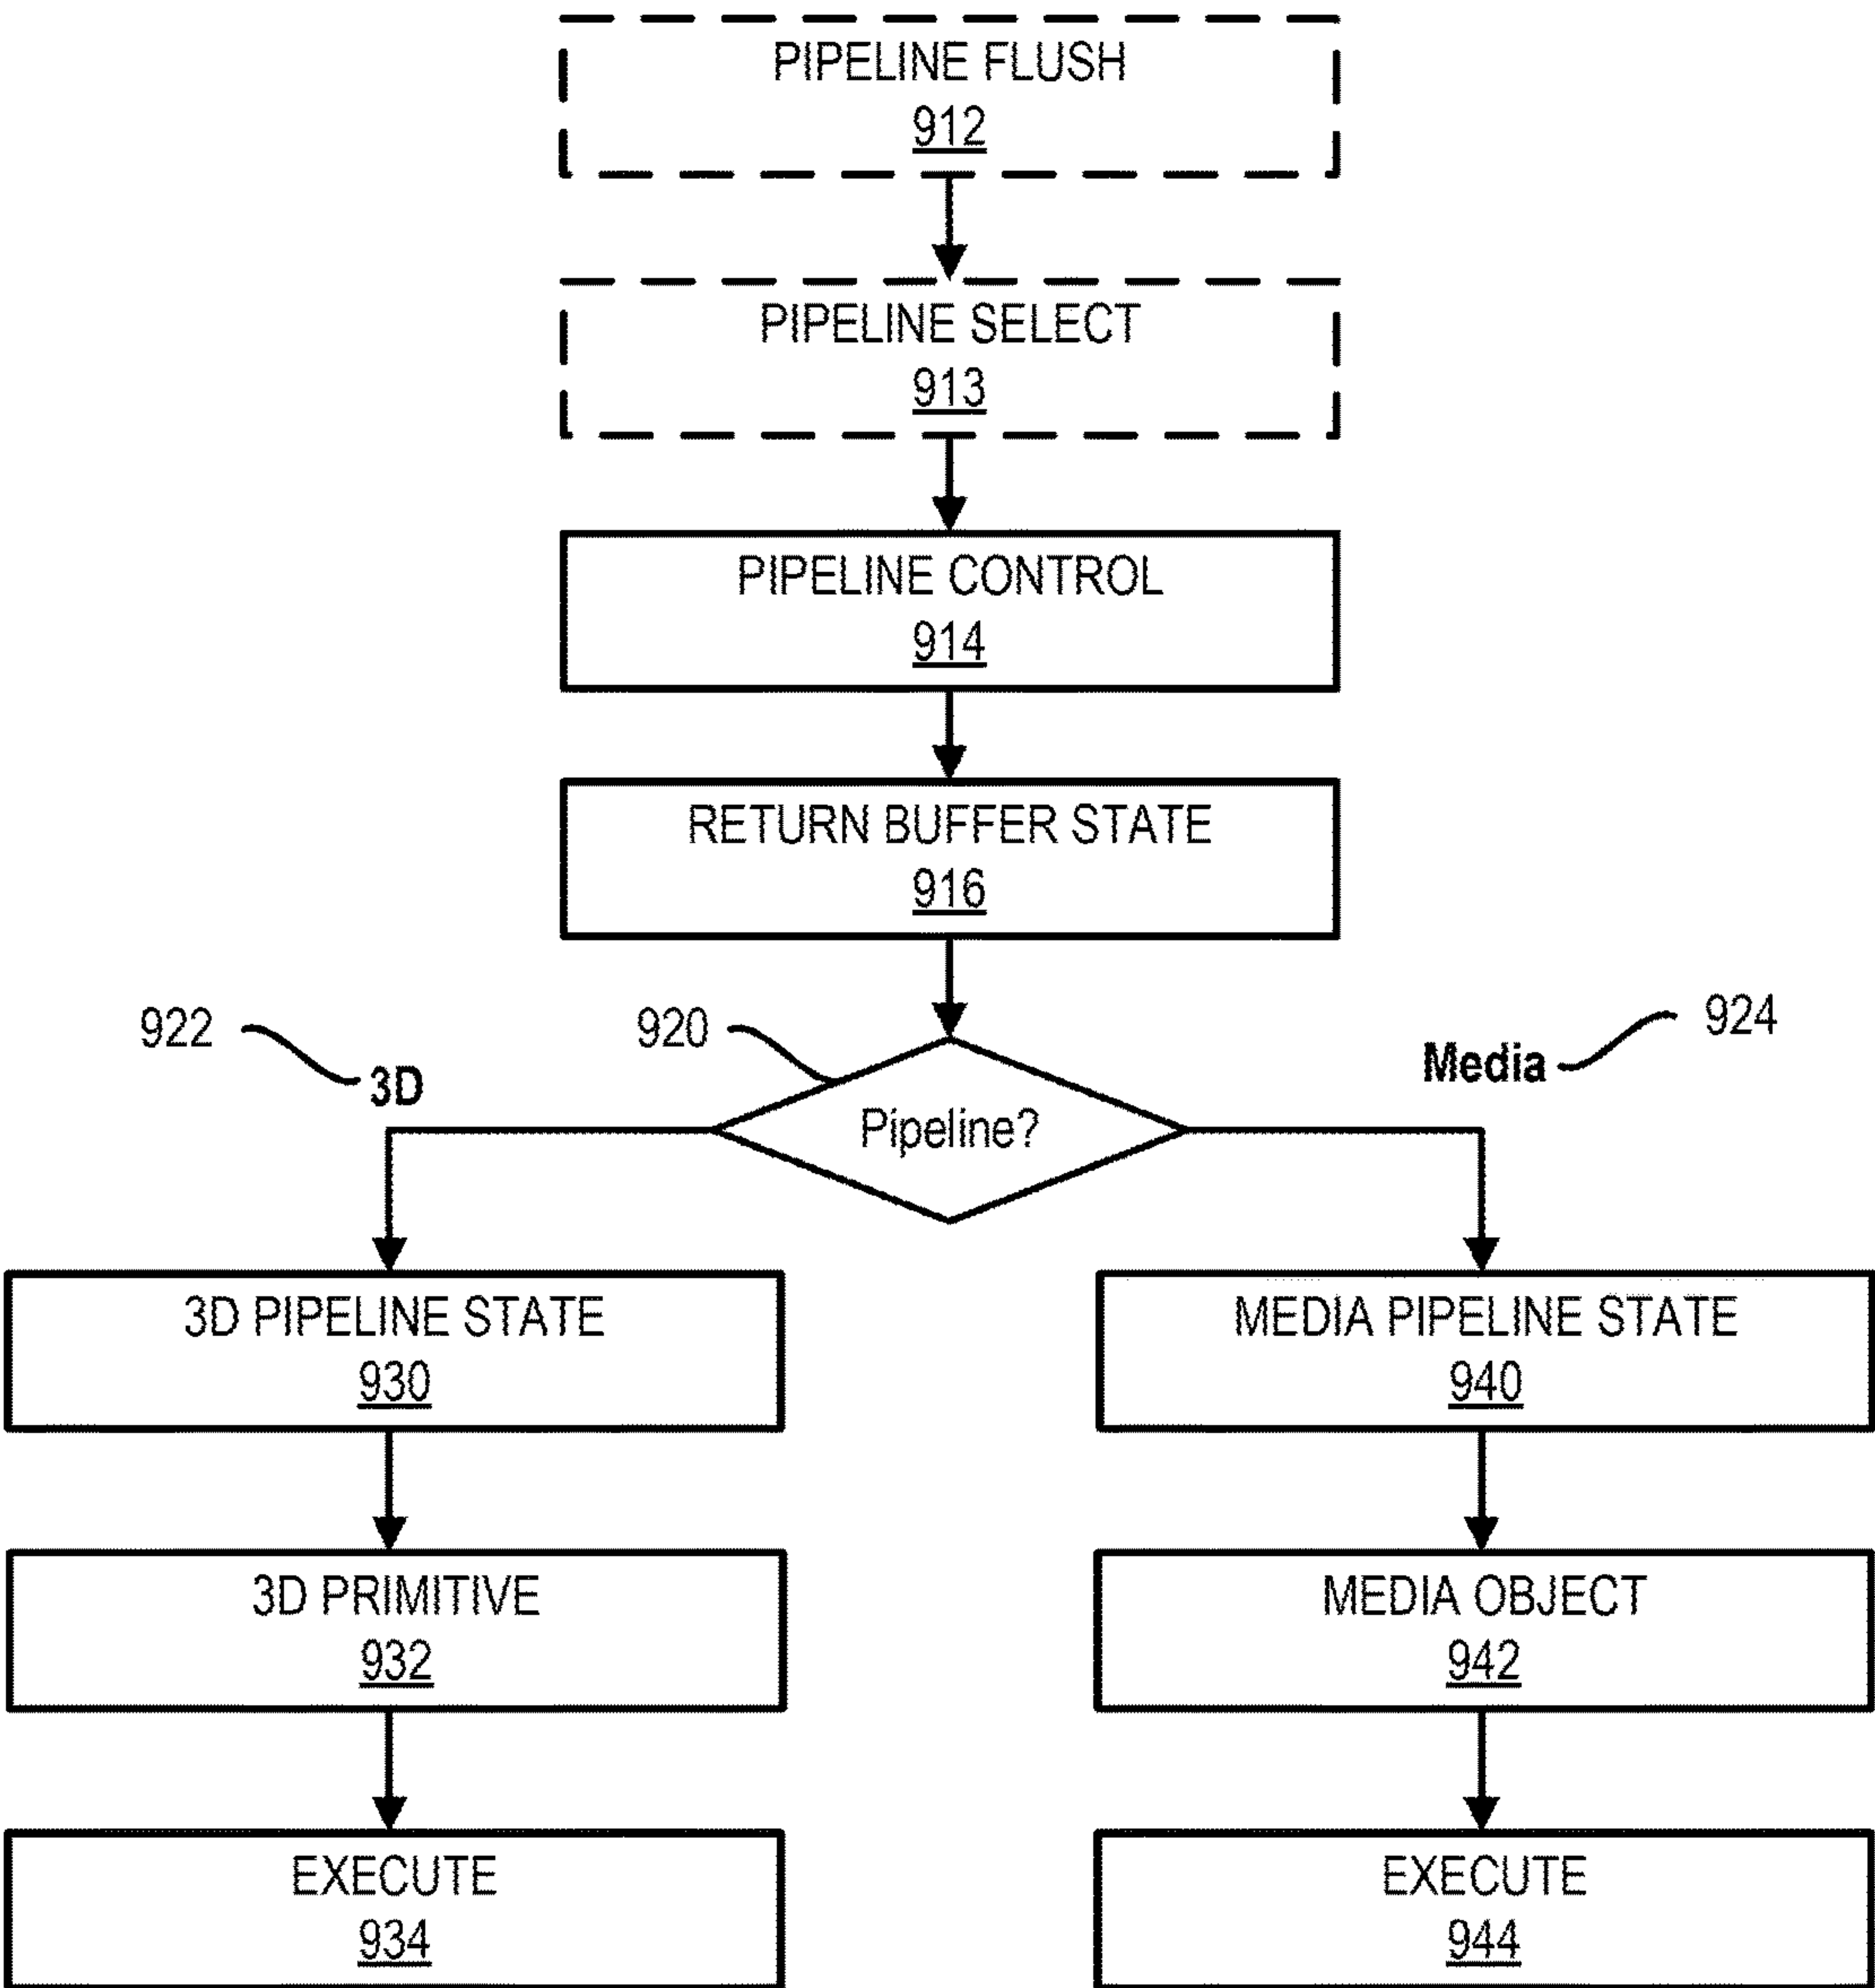 PIPELINE FLUSH
912
PIPELINE SELECT
913
PIPELINE CONTROL
914
RETURN BUFFER STATE
916
922
920
924
3D
Media
Pipeline?
3D PIPELINE STATE
930
MEDIA PIPELINE STATE
940
3D PRIMITIVE
932
MEDIA OBJECT
942
EXECUTE
934
EXECUTE
944